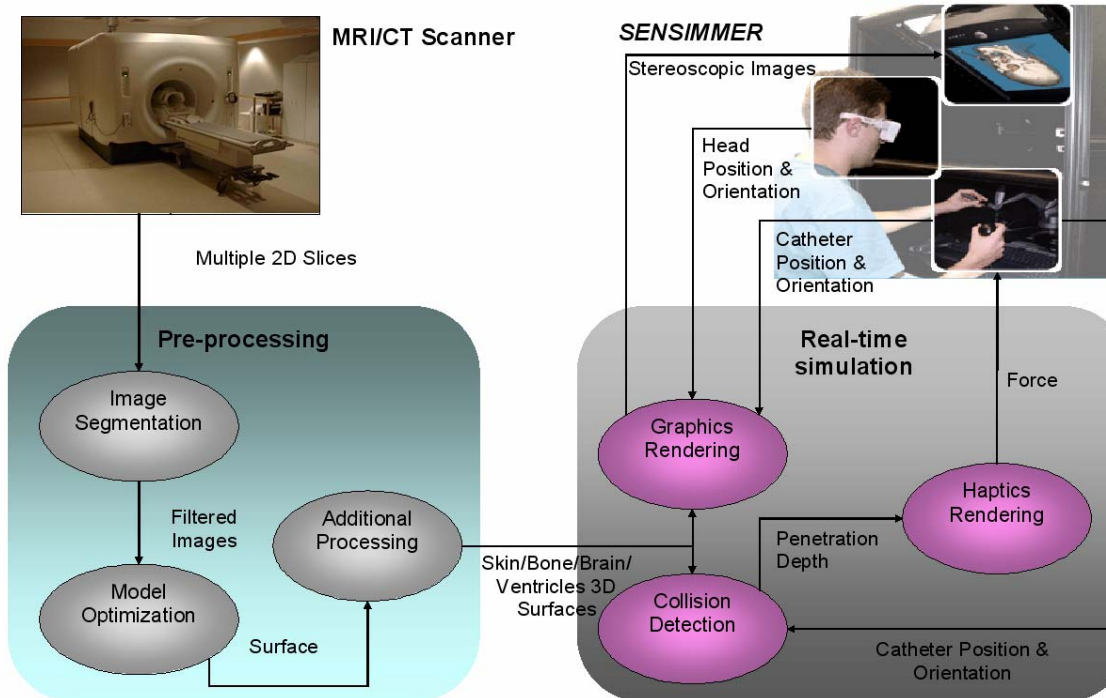 MRI/CT Scanner
SENSIMMER
Stereoscopic Images
Head
Position &
Orientation
Catheter
Position &
Orientation
Multiple 2D Slices
Pre-processing
Image
Segmentation
Filtered
Images
Model
Optimization
Surface
Additional
Processing
Skin/Bone/Brain/
Ventricles 3D
Surfaces
Real-time
simulation
Force
Graphics
Rendering
Haptics
Rendering
Penetration
Depth
Collision
Detection
Catheter Position &
Orientation